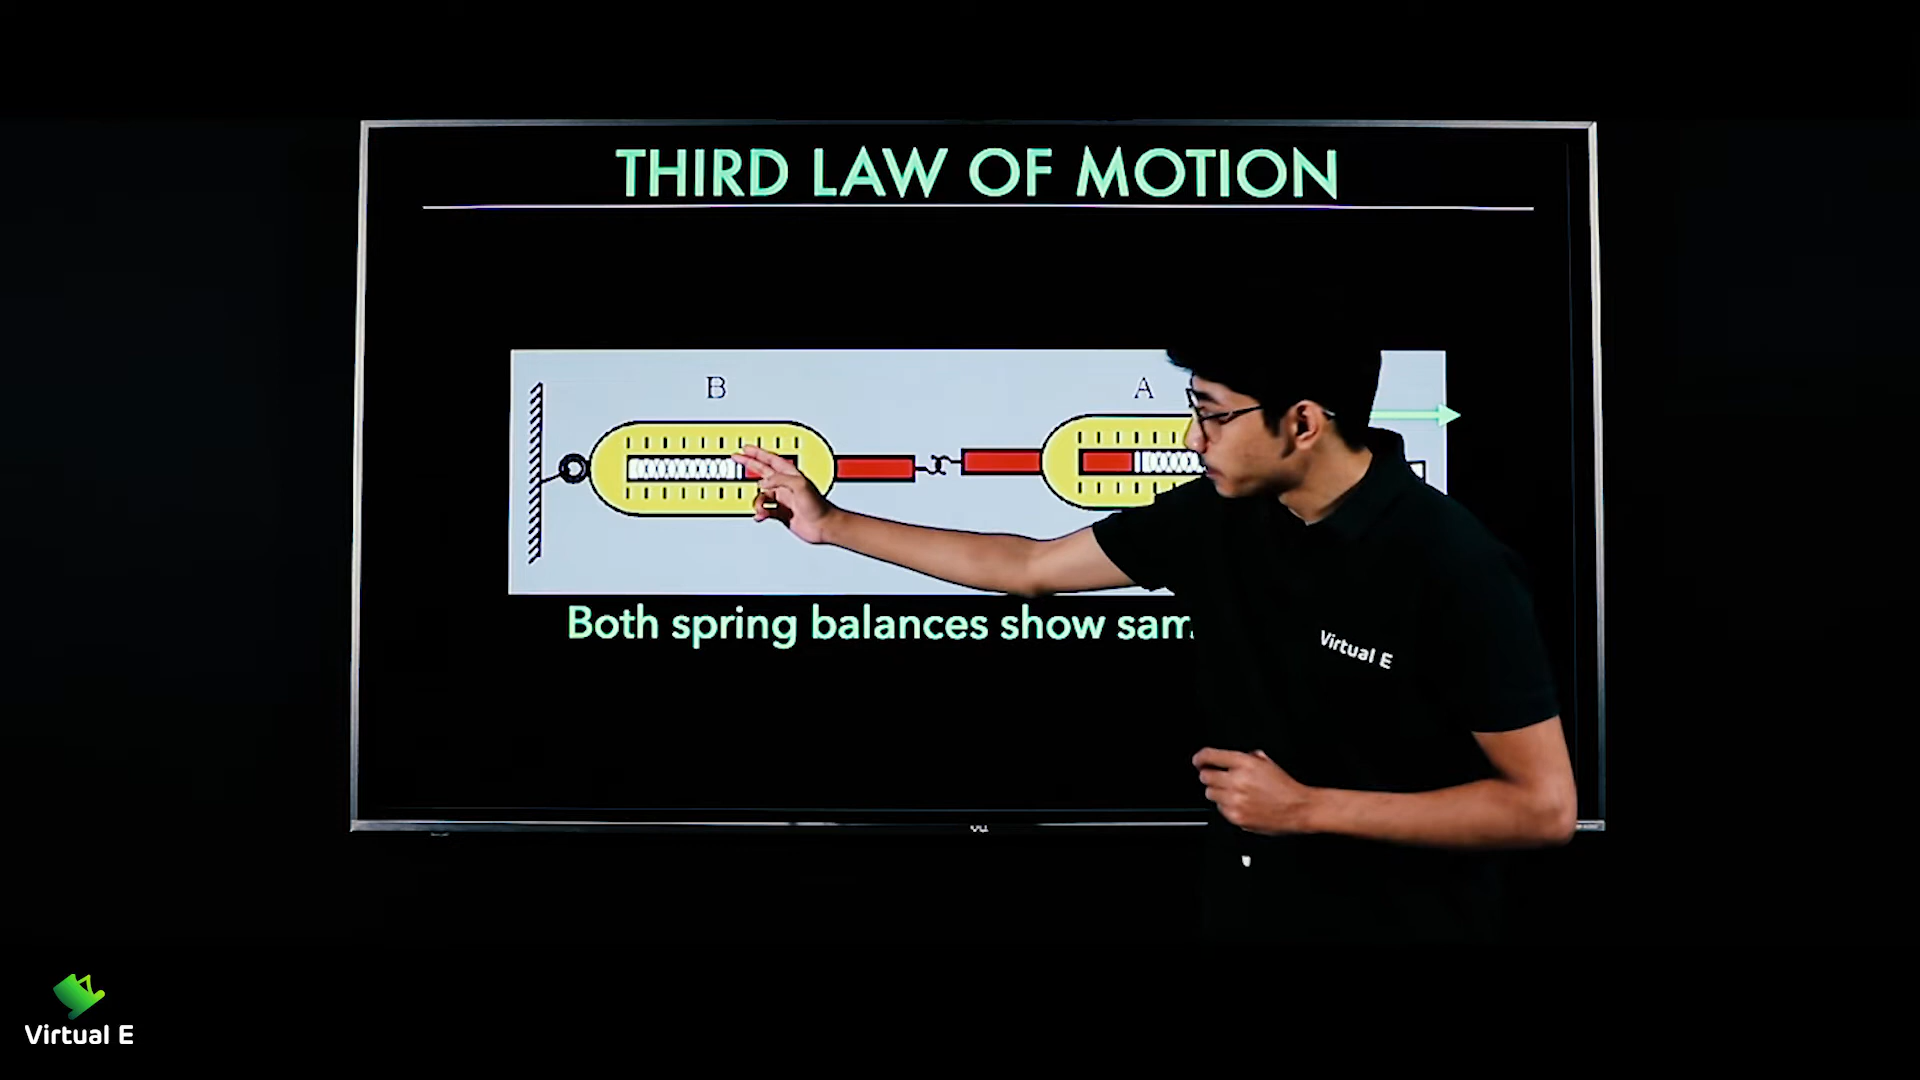 THIRD LAW OF MOTION
B
A
Both spring balances show sam
Virtual E
Virtual E